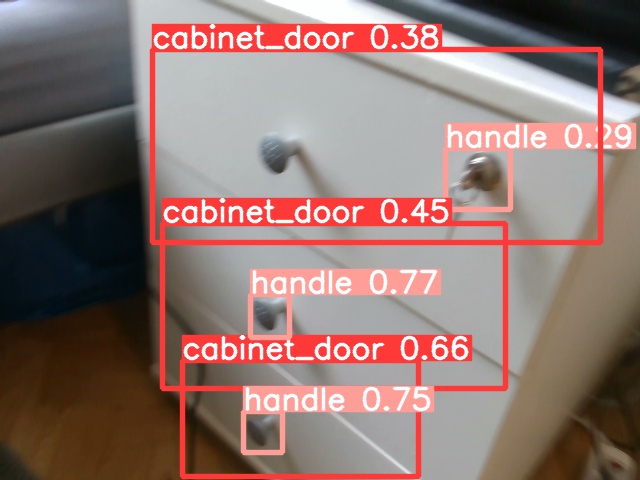 cabinet_door 0.38
handle 0.29
cabinet_door 0.45
handle 0.77
cabinet_door 0.66
handle 0.75